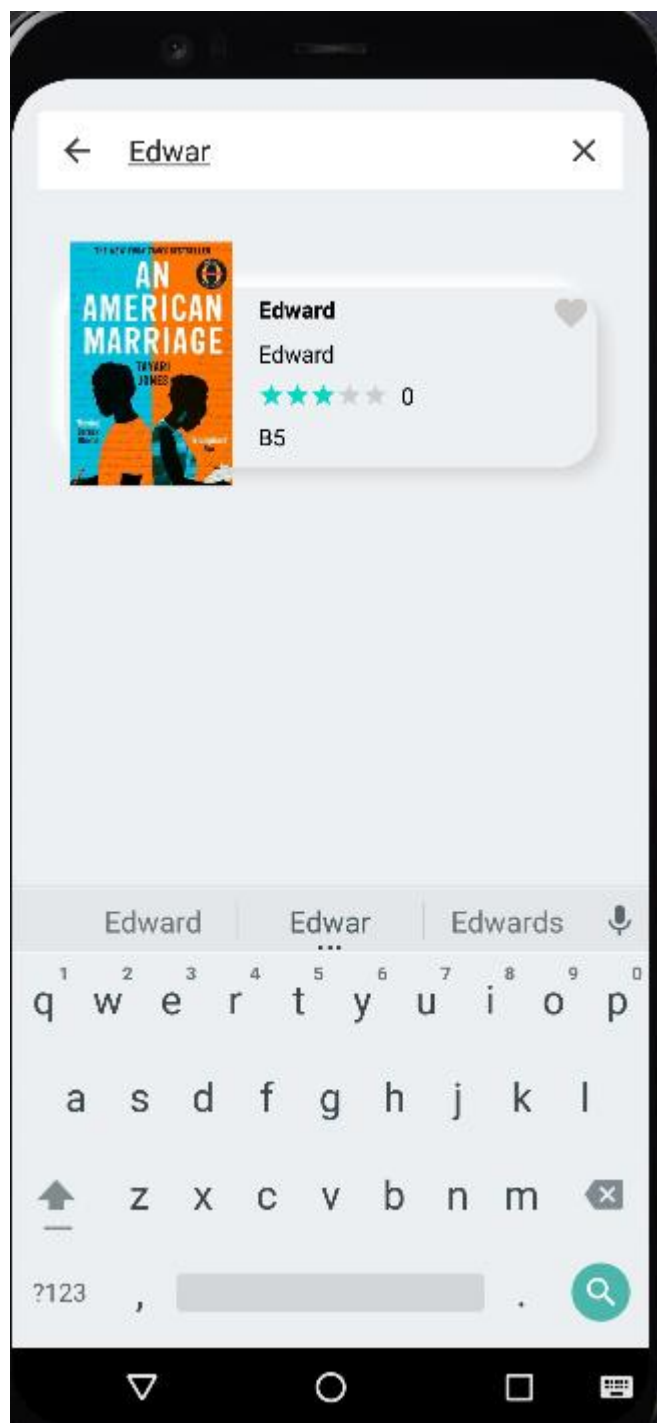 Edwar
THE NEW YORK TIMES BESTSELLER
AN
AMERICAN
MARRIAGE
TAYARI
JONES
Edward
Edward
0
B5
Edward Edwar Edwards
1 2 3 4 5 6 7 8 9 0
q w e r t y u i o p
a s d f g h j k l
z x c v b n m
?123 , .